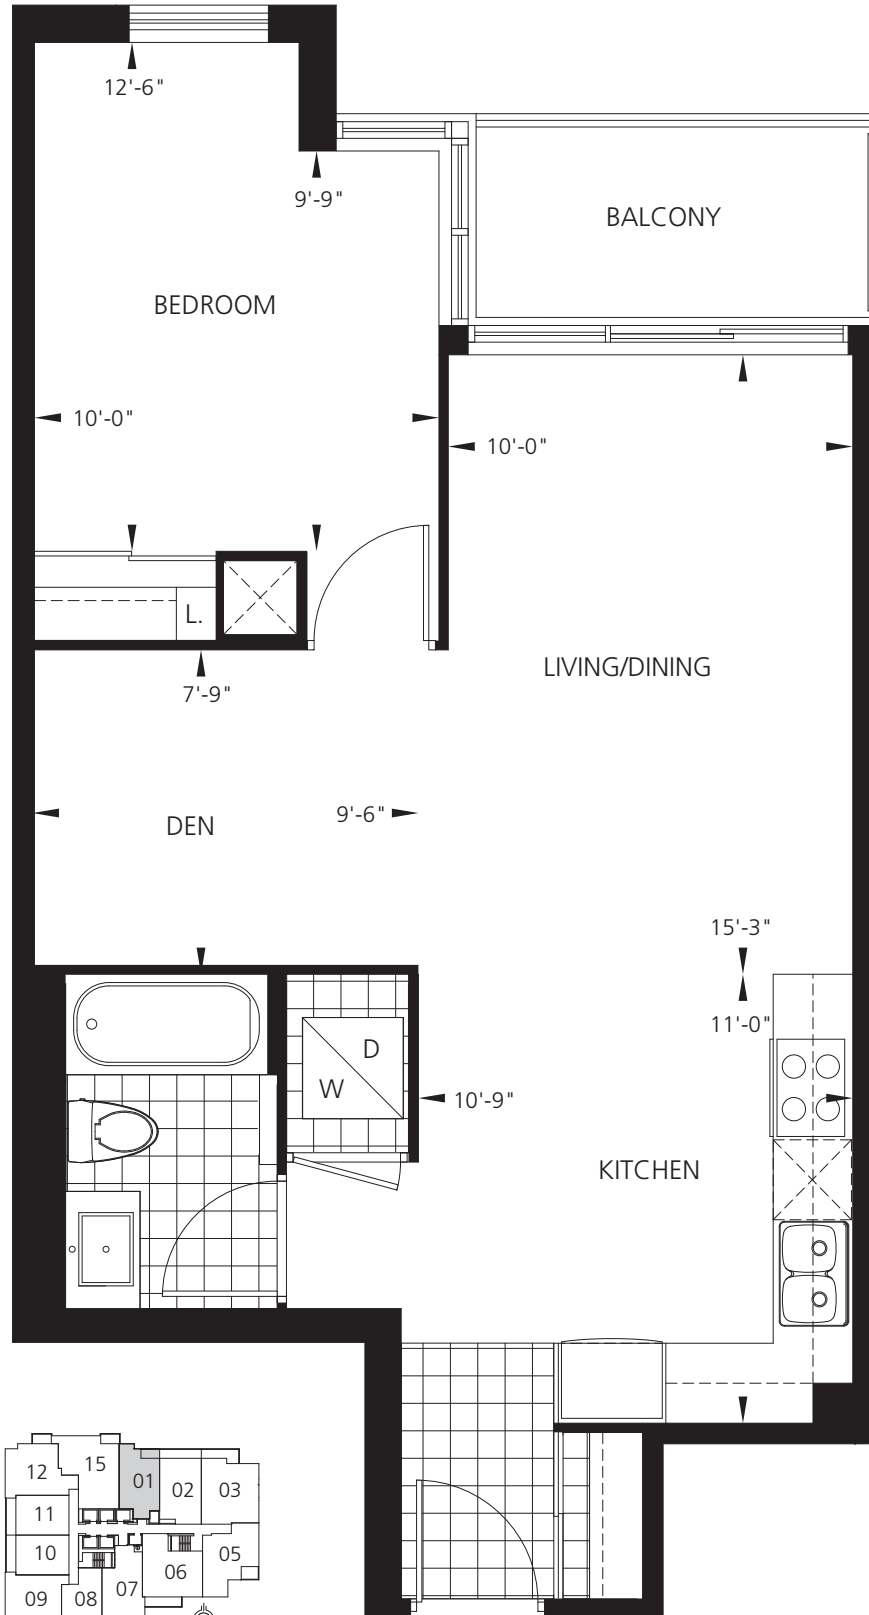 12'-6"
9'-9"
BALCONY
BEDROOM
10'-0"
10'-0"
L.
LIVING/DINING
7'-9"
9'-6"
DEN
15'-3"
11'-0"
D
W
10'-9"
KITCHEN
12
15
01
02
03
11
10
05
06
07
09
08